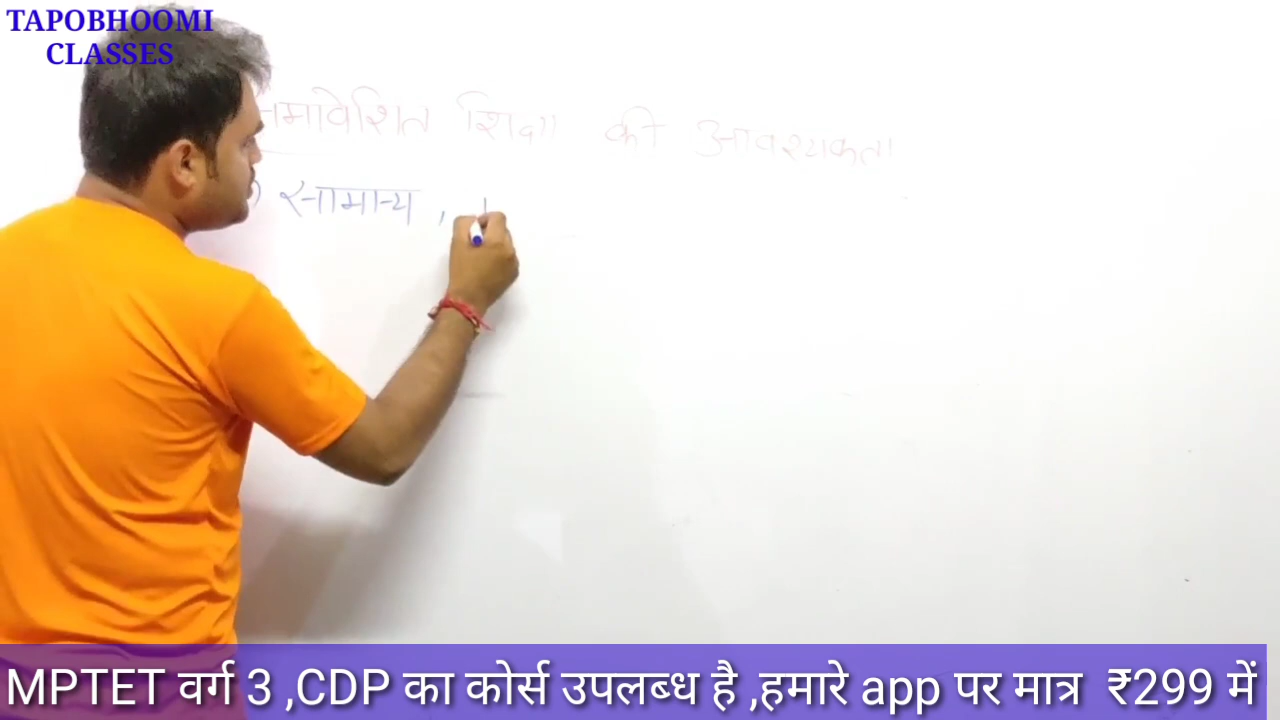 TAPOBHOOMI
CLASSES
समावेशित शिक्षा की आवश्यकता
सामान्य ,
MPTET वर्ग 3 ,CDP का कोर्स उपलब्ध है ,हमारे app पर मात्र ₹299 में